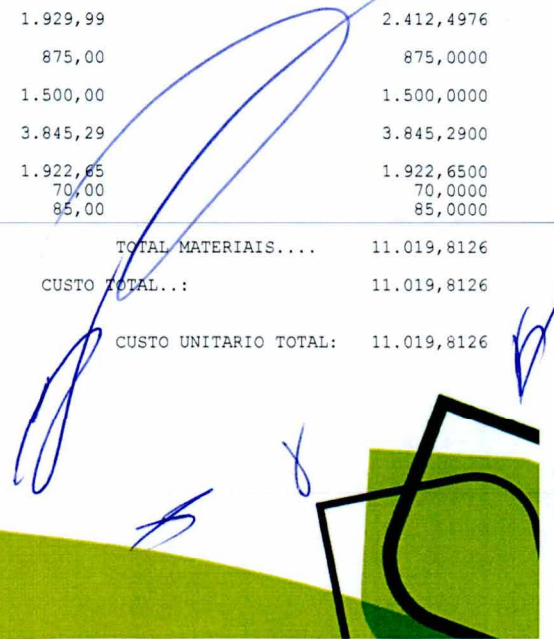 1.929,99 2.412,4976
875,00 875,0000
1.500,00 1.500,0000
3.845,29 3.845,2900
1.922,65 1.922,6500
70,00 70,0000
85,00 85,0000
TOTAL MATERIAIS.... 11.019,8126
CUSTO TOTAL..: 11.019,8126
CUSTO UNITARIO TOTAL: 11.019,8126